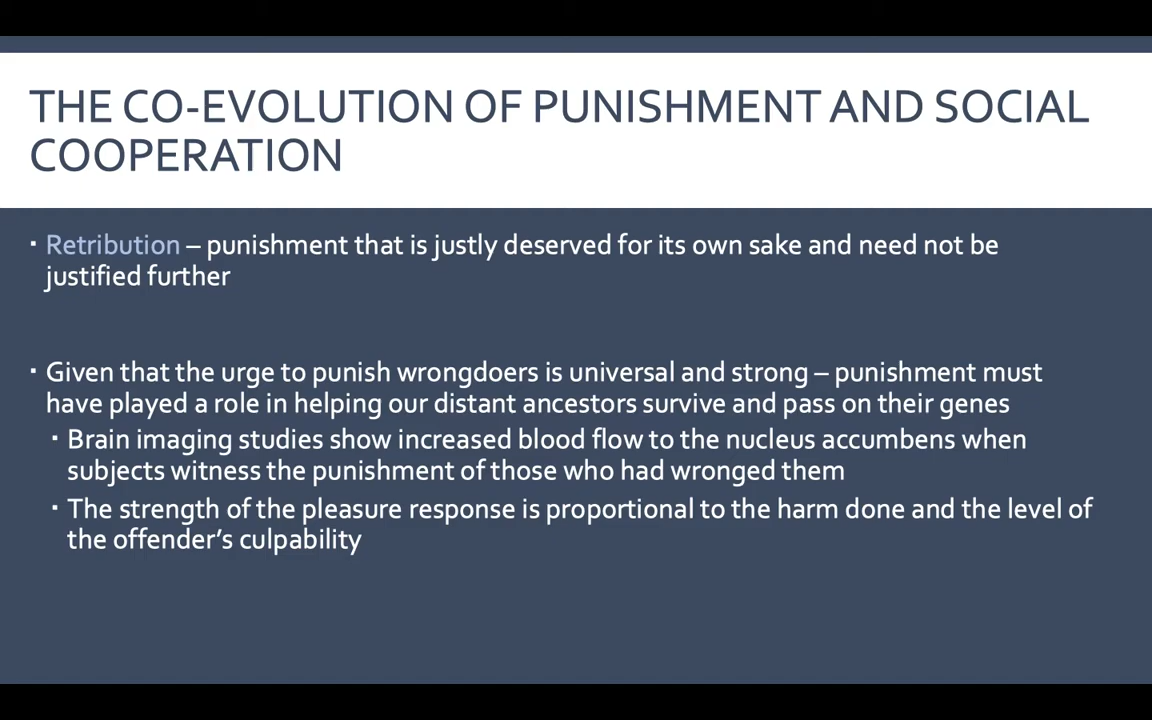 THE CO-EVOLUTION OF PUNISHMENT AND SOCIAL
COOPERATION
▪ Retribution – punishment that is justly deserved for its own sake and need not be
justified further
▪ Given that the urge to punish wrongdoers is universal and strong – punishment must
have played a role in helping our distant ancestors survive and pass on their genes
▪ Brain imaging studies show increased blood flow to the nucleus accumbens when
subjects witness the punishment of those who had wronged them
▪ The strength of the pleasure response is proportional to the harm done and the level of
the offender’s culpability